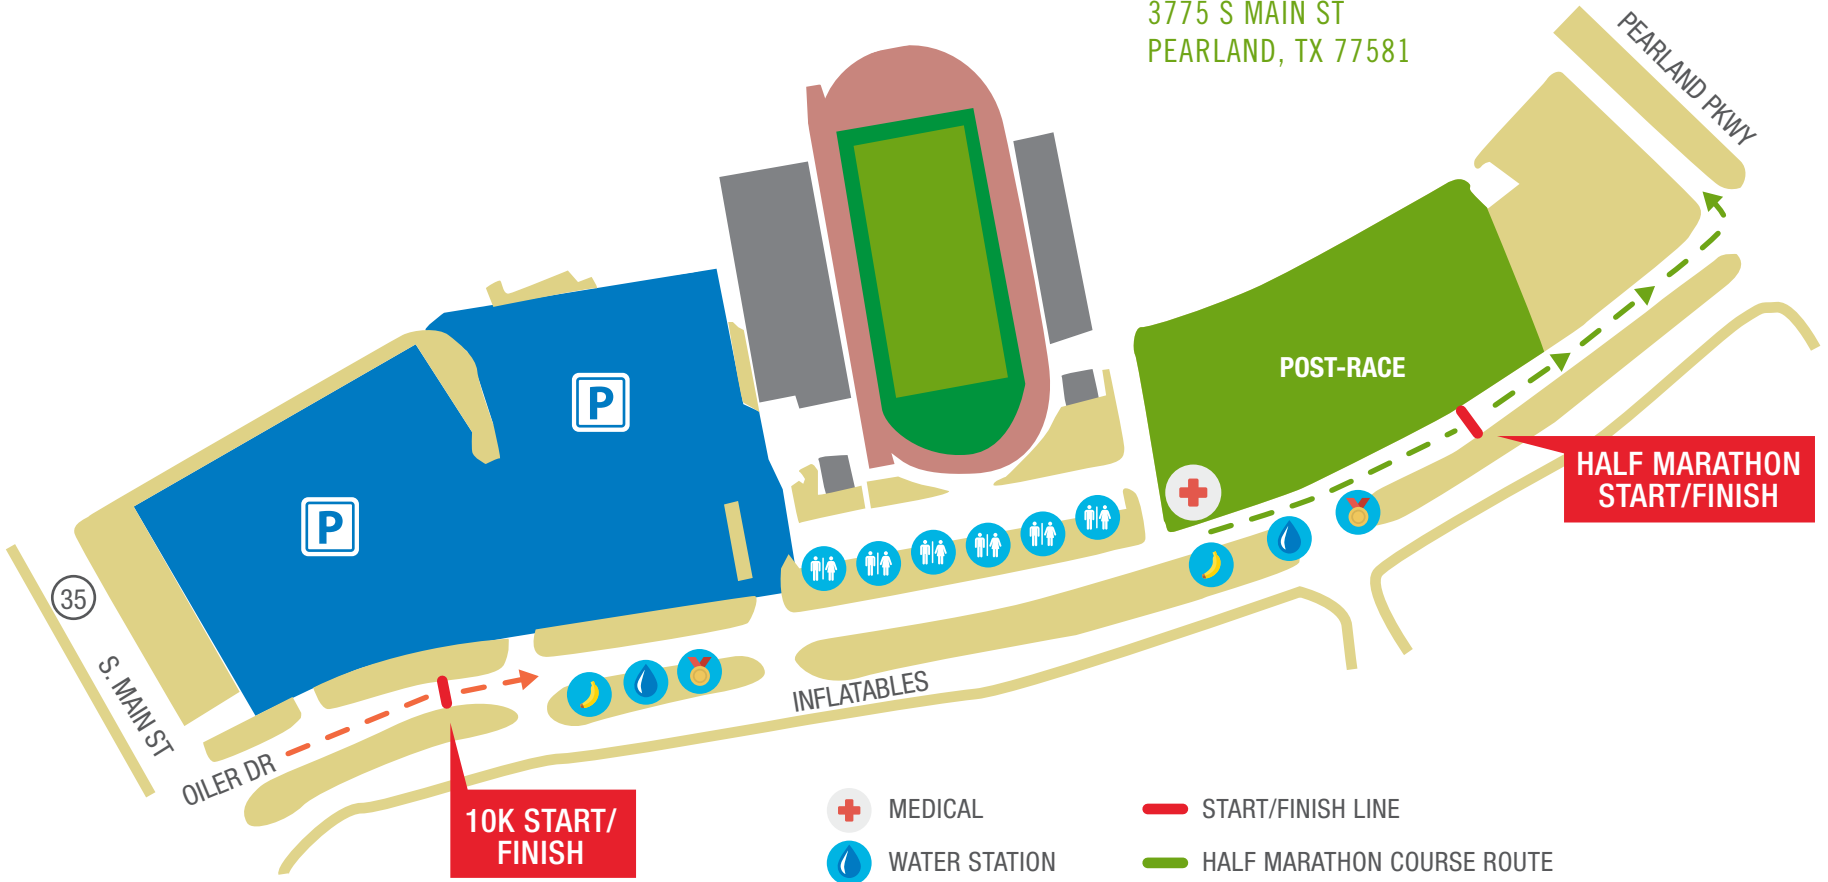 3775 S MAIN ST
PEARLAND, TX 77581
PEARLAND PKWY
POST-RACE
HALF MARATHON
START/FINISH
P
P
35
S. MAIN ST
OILER DR
INFLATABLES
10K START/
FINISH
MEDICAL
START/FINISH LINE
WATER STATION
HALF MARATHON COURSE ROUTE